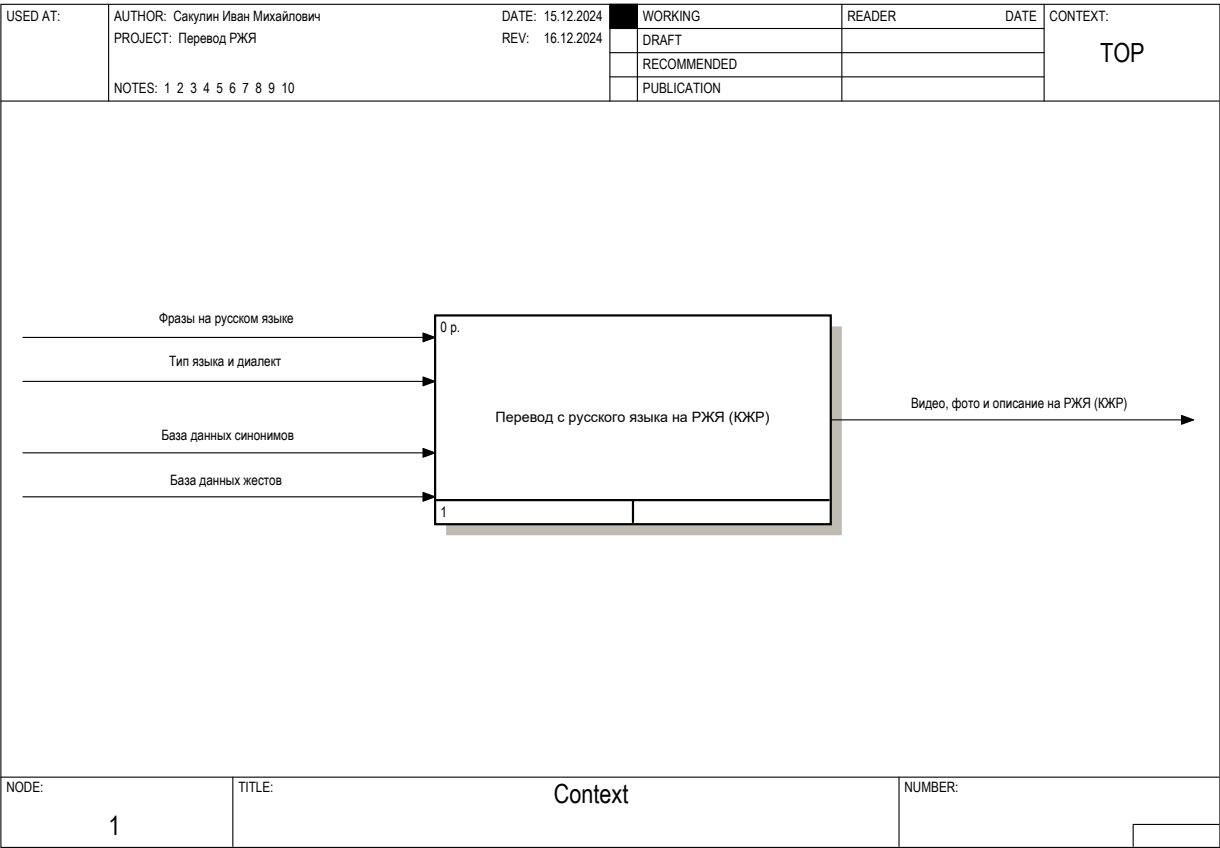 USED AT:
AUTHOR: Сакулин Иван Михайлович
DATE: 15.12.2024
WORKING
READER
DATE
CONTEXT:
PROJECT: Перевод РЖЯ
REV: 16.12.2024
DRAFT
TOP
RECOMMENDED
NOTES: 1 2 3 4 5 6 7 8 9 10
PUBLICATION
Фразы на русском языке
0 р.
Тип языка и диалект
Видео, фото и описание на РЖЯ (КЖР)
Перевод с русского языка на РЖЯ (КЖР)
База данных синонимов
База данных жестов
1
NODE:
TITLE:
Context
NUMBER:
1